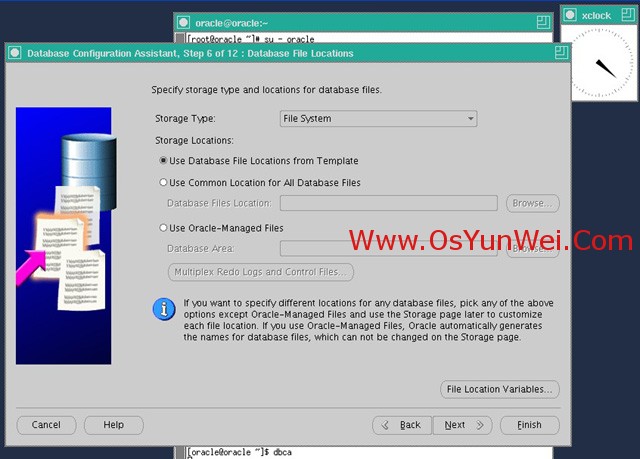 oracle@oracle:~
xclock
[root@oracle ~]# su - oracle
Database Configuration Assistant, Step 6 of 12 : Database File Locations
Specify storage type and locations for database files.
Storage Type: File System
Storage Locations:
Use Database File Locations from Template
Use Common Location for All Database Files
Database Files Location: Browse...
Use Oracle-Managed Files
Www.OsYunWei.Com
Database Area: Browse...
Multiplex Redo Logs and Control Files...
If you want to specify different locations for any database files, pick any of the above
options except Oracle-Managed Files and use the Storage page later to customize
each file location. If you use Oracle-Managed Files, Oracle automatically generates
the names for database files, which can not be changed on the Storage page.
File Location Variables...
Cancel Help Back Next Finish
[oracle@oracle ~]$ dbca